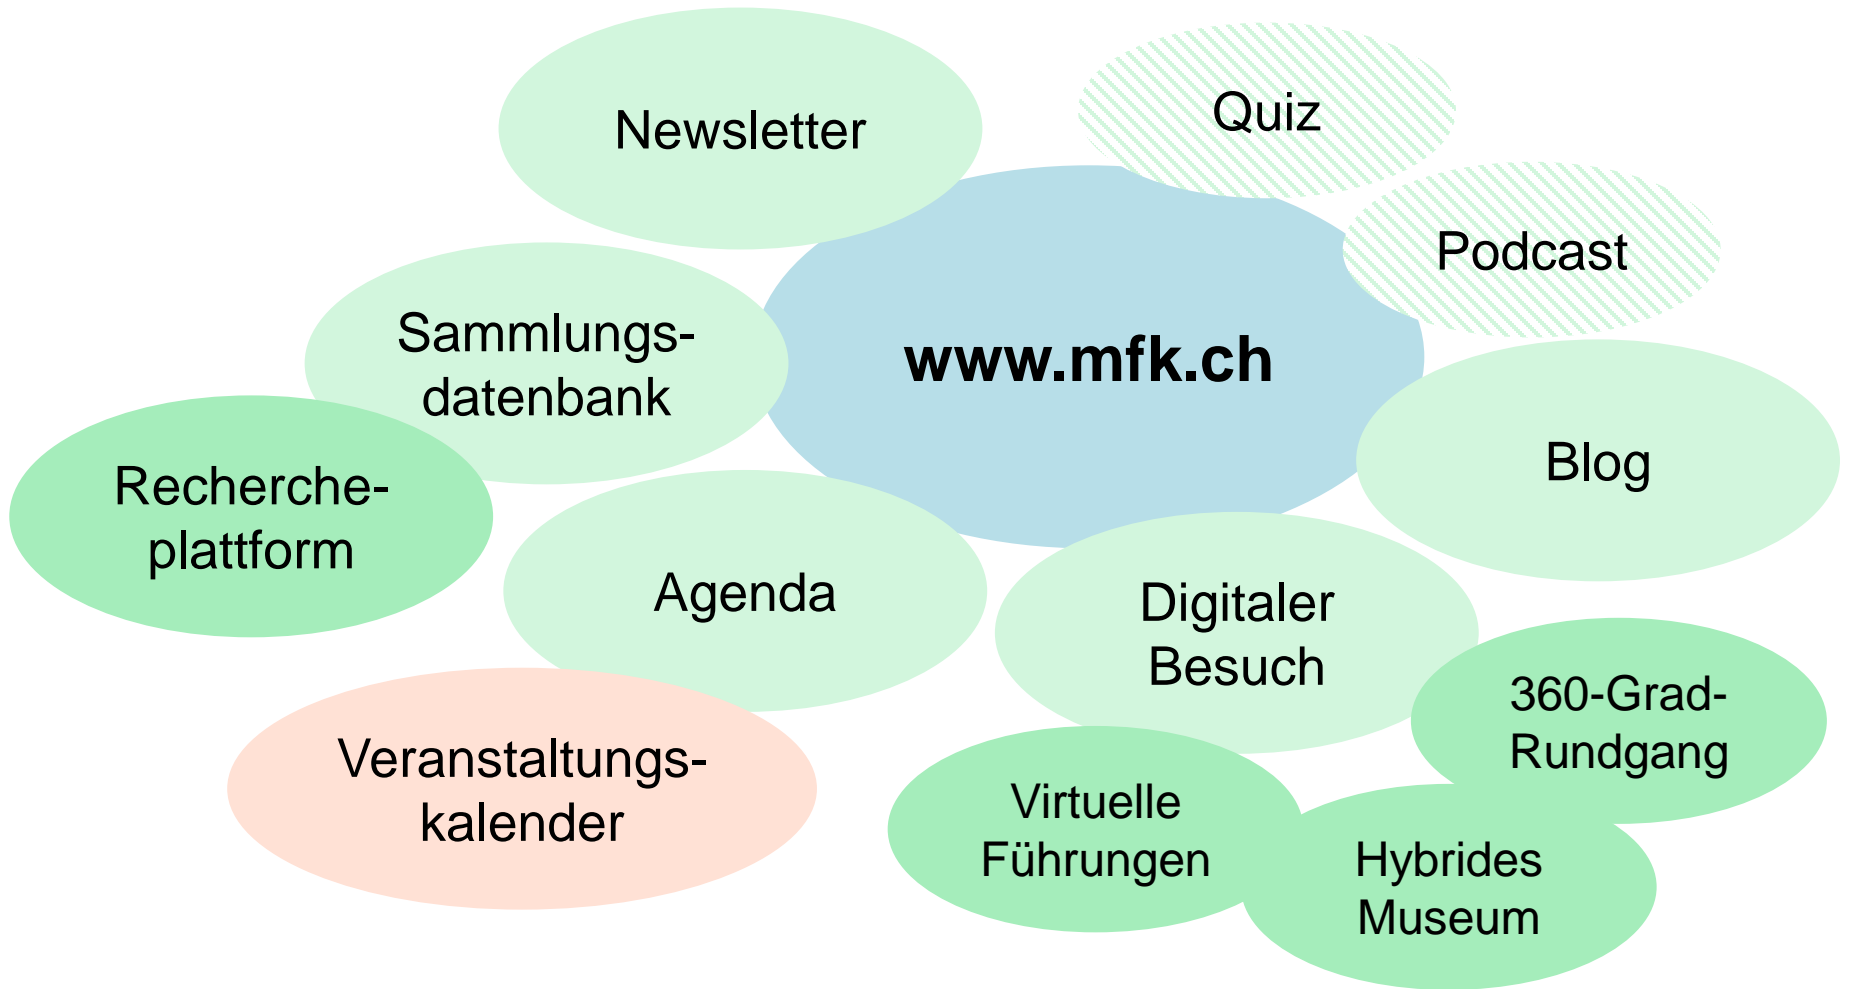 Newsletter
Quiz
Podcast
Sammlungs-
datenbank
www.mfk.ch
Blog
Recherche-
plattform
Agenda
Digitaler
Besuch
360-Grad-
Rundgang
Veranstaltungs-
kalender
Virtuelle
Führungen
Hybrides
Museum